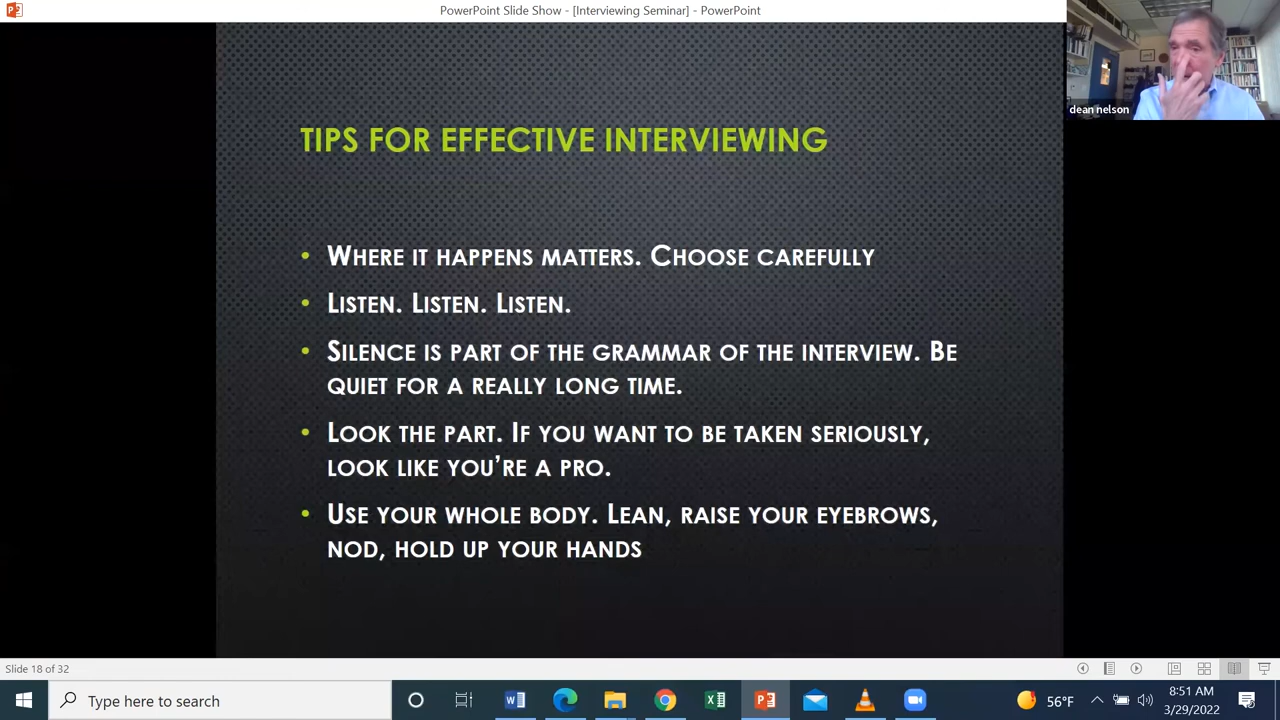 PowerPoint Slide Show - [Interviewing Seminar] - PowerPoint
dean nelson
TIPS FOR EFFECTIVE INTERVIEWING
• WHERE IT HAPPENS MATTERS. CHOOSE CAREFULLY
• LISTEN. LISTEN. LISTEN.
• SILENCE IS PART OF THE GRAMMAR OF THE INTERVIEW. BE
QUIET FOR A REALLY LONG TIME.
• LOOK THE PART. IF YOU WANT TO BE TAKEN SERIOUSLY,
LOOK LIKE YOU’RE A PRO.
• USE YOUR WHOLE BODY. LEAN, RAISE YOUR EYEBROWS,
NOD, HOLD UP YOUR HANDS
Slide 18 of 32
Type here to search
56°F
8:51 AM
3/29/2022